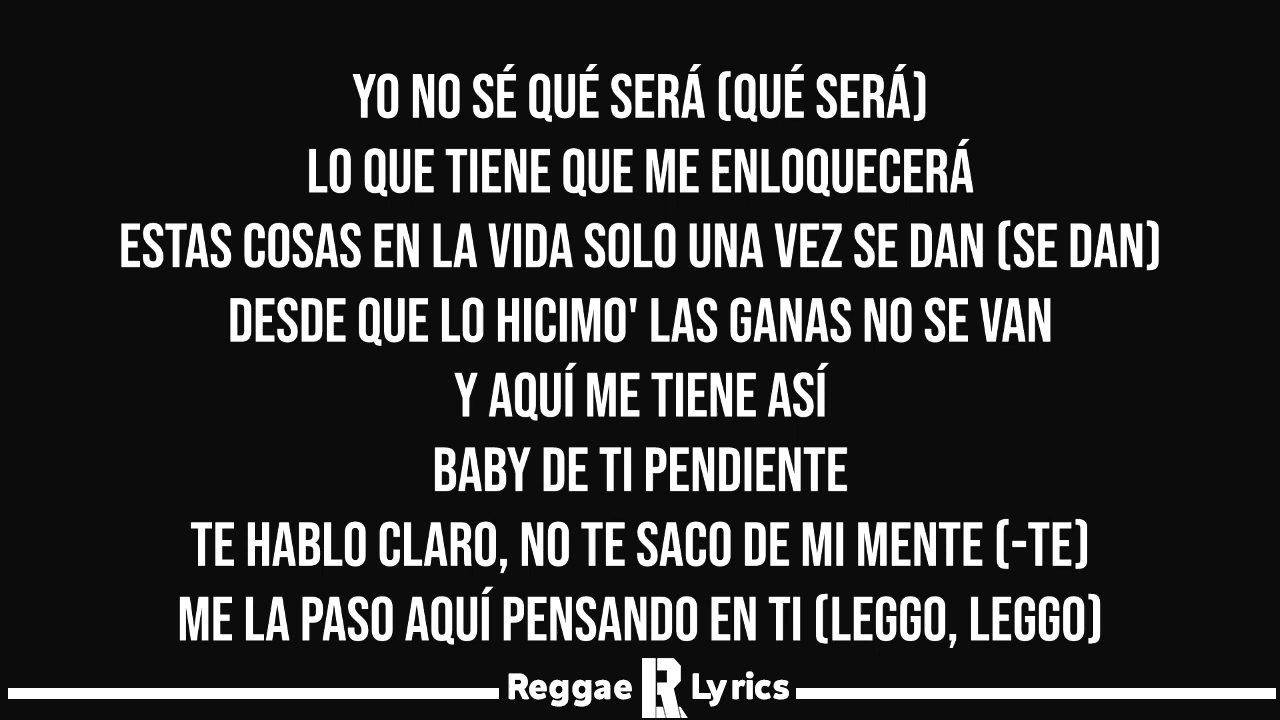 YO NO SÉ QUÉ SERÁ (QUÉ SERÁ)
LO QUE TIENE QUE ME ENLOQUECERÁ
ESTAS COSAS EN LA VIDA SOLO UNA VEZ SE DAN (SE DAN)
DESDE QUE LO HICIMO' LAS GANAS NO SE VAN
Y AQUÍ ME TIENE ASÍ
BABY DE TI PENDIENTE
TE HABLO CLARO, NO TE SACO DE MI MENTE (-TE)
ME LA PASO AQUÍ PENSANDO EN TI (LEGGO, LEGGO)
Reggae R Lyrics